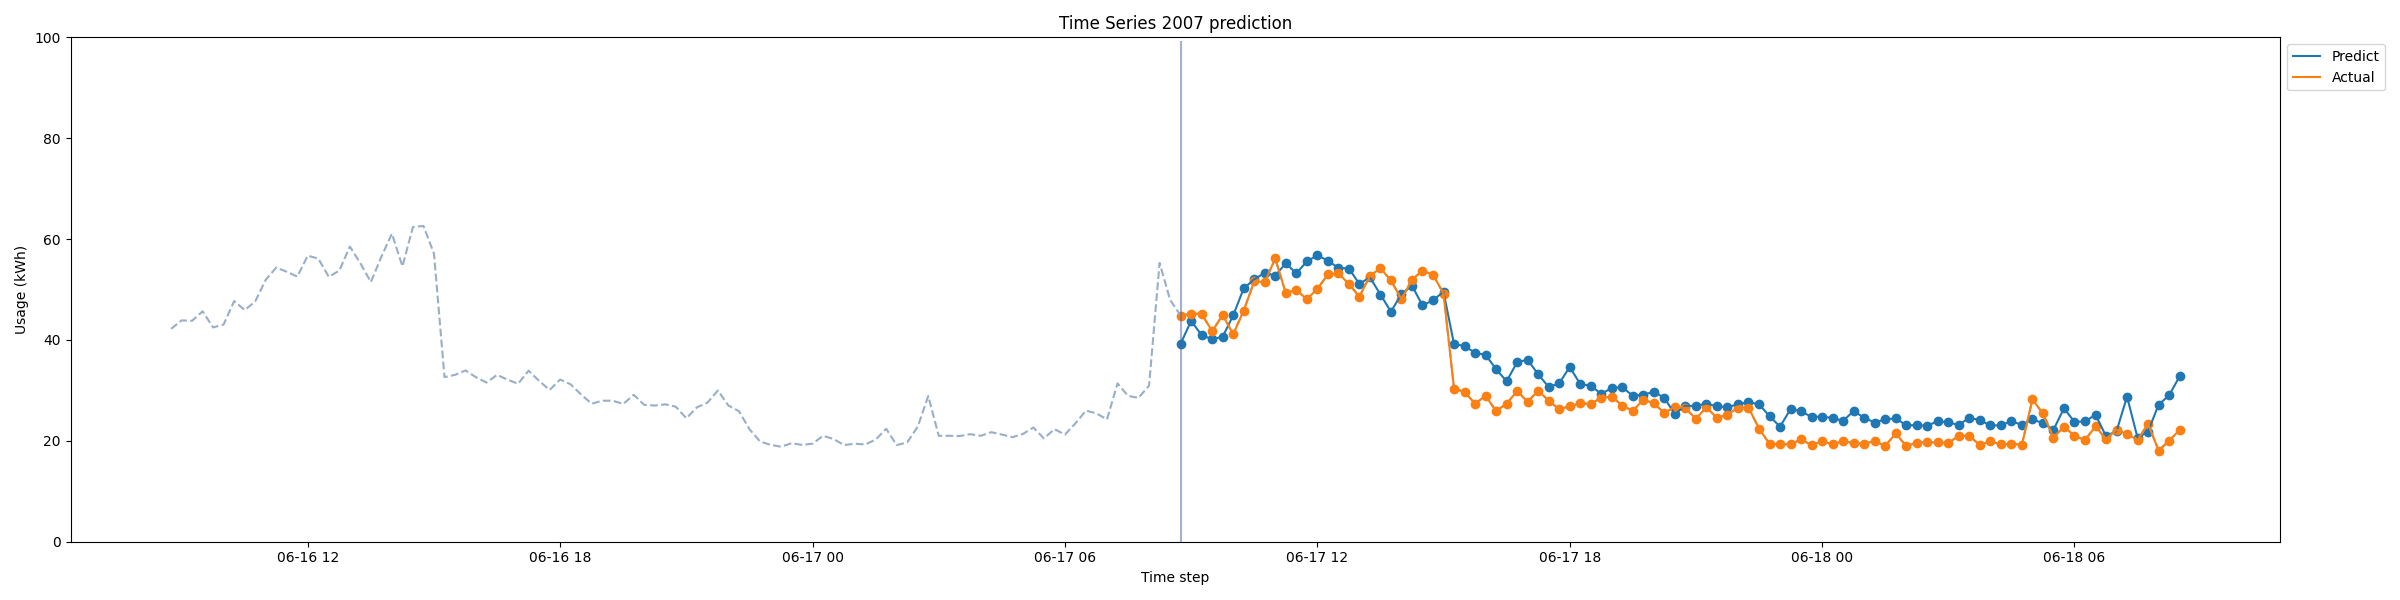 Time Series 2007 prediction
Predict
Actual
Usage (kWh)
100
80
60
40
20
0
06-16 12
06-16 18
06-17 00
06-17 06
06-17 12
06-17 18
06-18 00
06-18 06
Time step